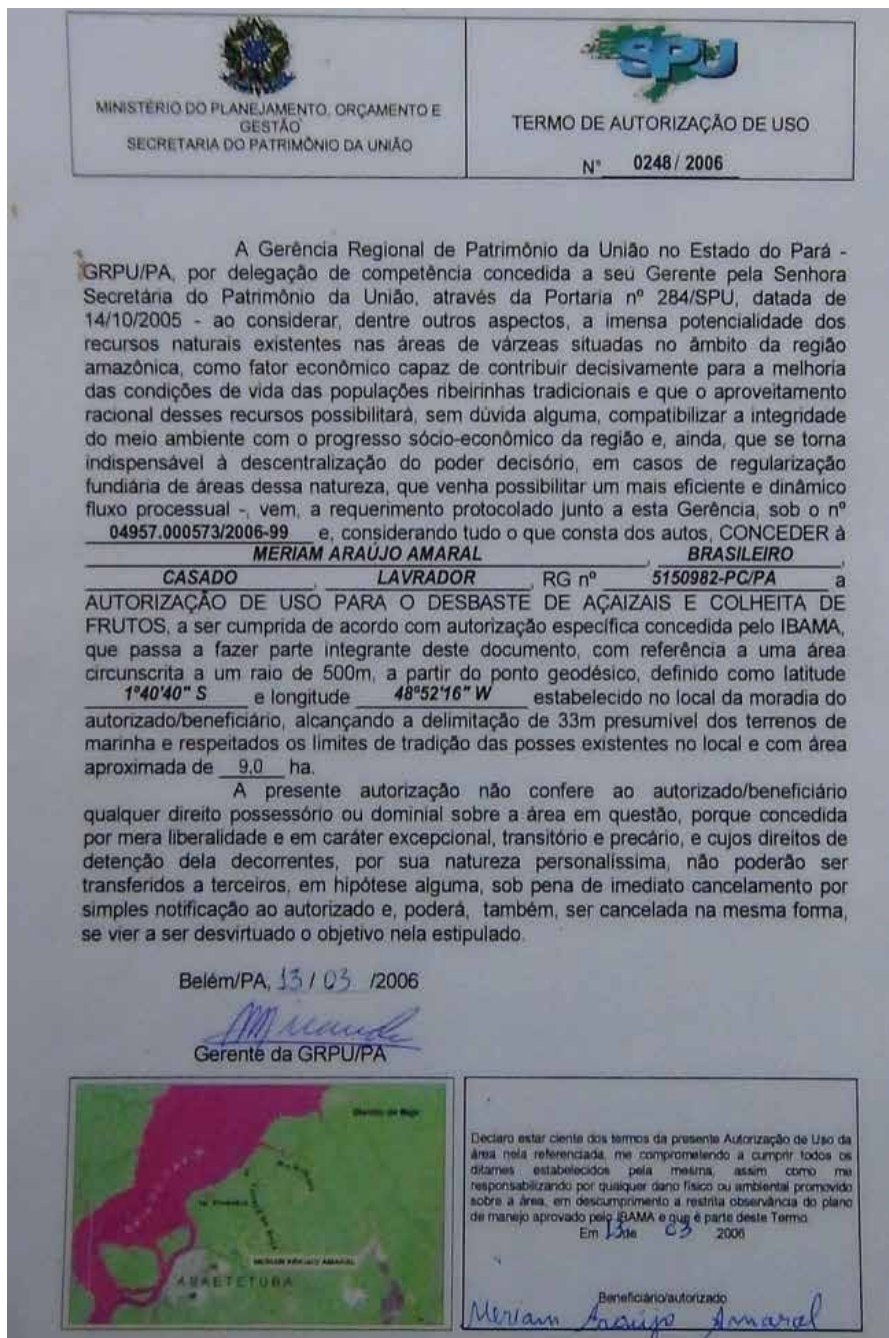 MINISTÉRIO DO PLANEJAMENTO, ORÇAMENTO E
GESTÃO
SECRETARIA DO PATRIMÔNIO DA UNIÃO
SPU
TERMO DE AUTORIZAÇÃO DE USO
N° 0248 / 2006
A Gerência Regional de Patrimônio da União no Estado do Pará -
GRPU/PA, por delegação de competência concedida a seu Gerente pela Senhora
Secretária do Patrimônio da União, através da Portaria nº 284/SPU, datada de
14/10/2005 - ao considerar, dentre outros aspectos, a imensa potencialidade dos
recursos naturais existentes nas áreas de várzeas situadas no âmbito da região
amazônica, como fator econômico capaz de contribuir decisivamente para a melhoria
das condições de vida das populações ribeirinhas tradicionais e que o aproveitamento
racional desses recursos possibilitará, sem dúvida alguma, compatibilizar a integridade
do meio ambiente com o progresso sócio-econômico da região e, ainda, que se torna
indispensável à descentralização do poder decisório, em casos de regularização
fundiária de áreas dessa natureza, que venha possibilitar um mais eficiente e dinâmico
fluxo processual -, vem, a requerimento protocolado junto a esta Gerência, sob o nº
04957.000573/2006-99 e, considerando tudo o que consta dos autos, CONCEDER à
MERIAM ARAÚJO AMARAL, BRASILEIRO,
CASADO, LAVRADOR, RG nº 5150982-PC/PA a
AUTORIZAÇÃO DE USO PARA O DESBASTE DE AÇAIZAIS E COLHEITA DE
FRUTOS, a ser cumprida de acordo com autorização específica concedida pelo IBAMA,
que passa a fazer parte integrante deste documento, com referência a uma área
circunscrita a um raio de 500m, a partir do ponto geodésico, definido como latitude
1º40'40" S e longitude 48º52'16" W estabelecido no local da moradia do
autorizado/beneficiário, alcançando a delimitação de 33m presumível dos terrenos de
marinha e respeitados os limites de tradição das posses existentes no local e com área
aproximada de 9,0 ha.
A presente autorização não confere ao autorizado/beneficiário
qualquer direito possessório ou dominial sobre a área em questão, porque concedida
por mera liberalidade e em caráter excepcional, transitório e precário, e cujos direitos de
detenção dela decorrentes, por sua natureza personalíssima, não poderão ser
transferidos a terceiros, em hipótese alguma, sob pena de imediato cancelamento por
simples notificação ao autorizado e, poderá, também, ser cancelada na mesma forma,
se vier a ser desvirtuado o objetivo nela estipulado.
Belém/PA, 13 / 03 /2006
Gerente da GRPU/PA
MERIAM ARAÚJO AMARAL
ABAETETUBA
Declaro estar ciente dos termos da presente Autorização de Uso da
área nela referenciada, me comprometendo a cumprir todos os
ditames estabelecidos pela mesma, assim como me
responsabilizando por qualquer dano físico ou ambiental promovido
sobre a área, em descumprimento a restrita observância do plano
de manejo aprovado pelo IBAMA e que é parte deste Termo.
Em 13 de 03 2006
Beneficiário/autorizado
Meriam Araújo Amaral